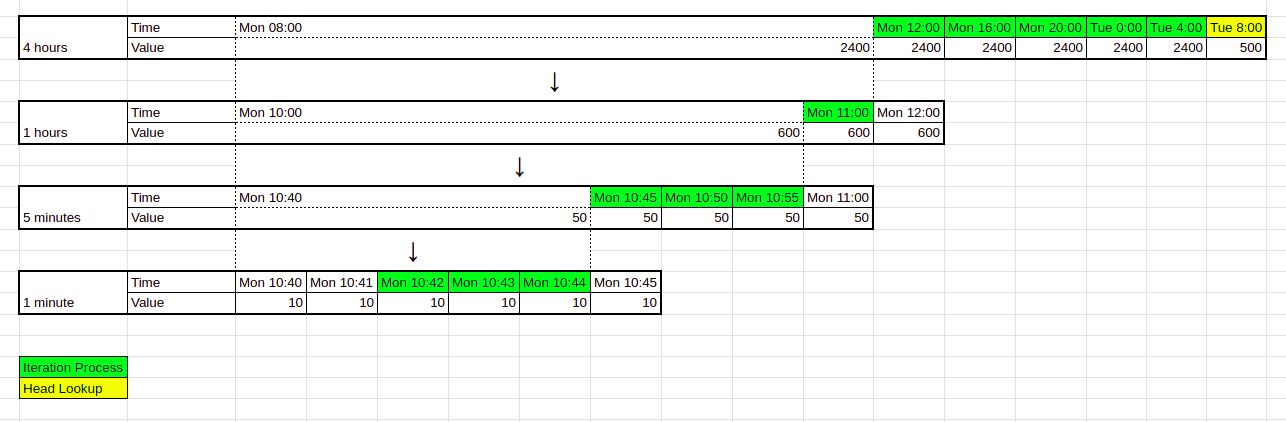 Time Mon 08:00 Mon 12:00 Mon 16:00 Mon 20:00 Tue 0:00 Tue 4:00 Tue 8:00
4 hours Value 2400 2400 2400 2400 2400 2400 500
↓
Time Mon 10:00 Mon 11:00 Mon 12:00
1 hours Value 600 600 600
↓
Time Mon 10:40 Mon 10:45 Mon 10:50 Mon 10:55 Mon 11:00
5 minutes Value 50 50 50 50 50
↓
Time Mon 10:40 Mon 10:41 Mon 10:42 Mon 10:43 Mon 10:44 Mon 10:45
1 minute Value 10 10 10 10 10 10
Iteration Process
Head Lookup